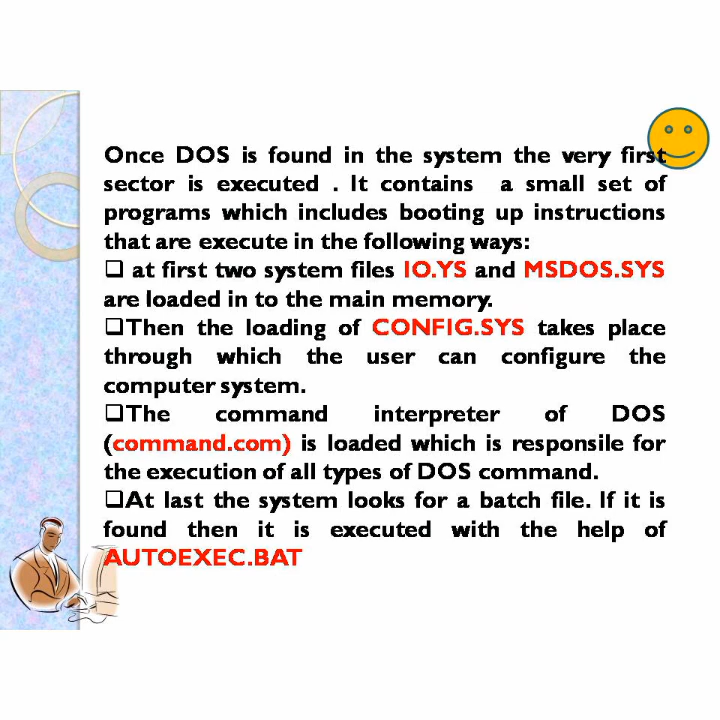 Once DOS is found in the system the very first
sector is executed . It contains a small set of
programs which includes booting up instructions
that are execute in the following ways:
❑ at first two system files IO.YS and MSDOS.SYS
are loaded in to the main memory.
❑Then the loading of CONFIG.SYS takes place
through which the user can configure the
computer system.
❑The command interpreter of DOS
(command.com) is loaded which is responsile for
the execution of all types of DOS command.
❑At last the system looks for a batch file. If it is
found then it is executed with the help of
AUTOEXEC.BAT